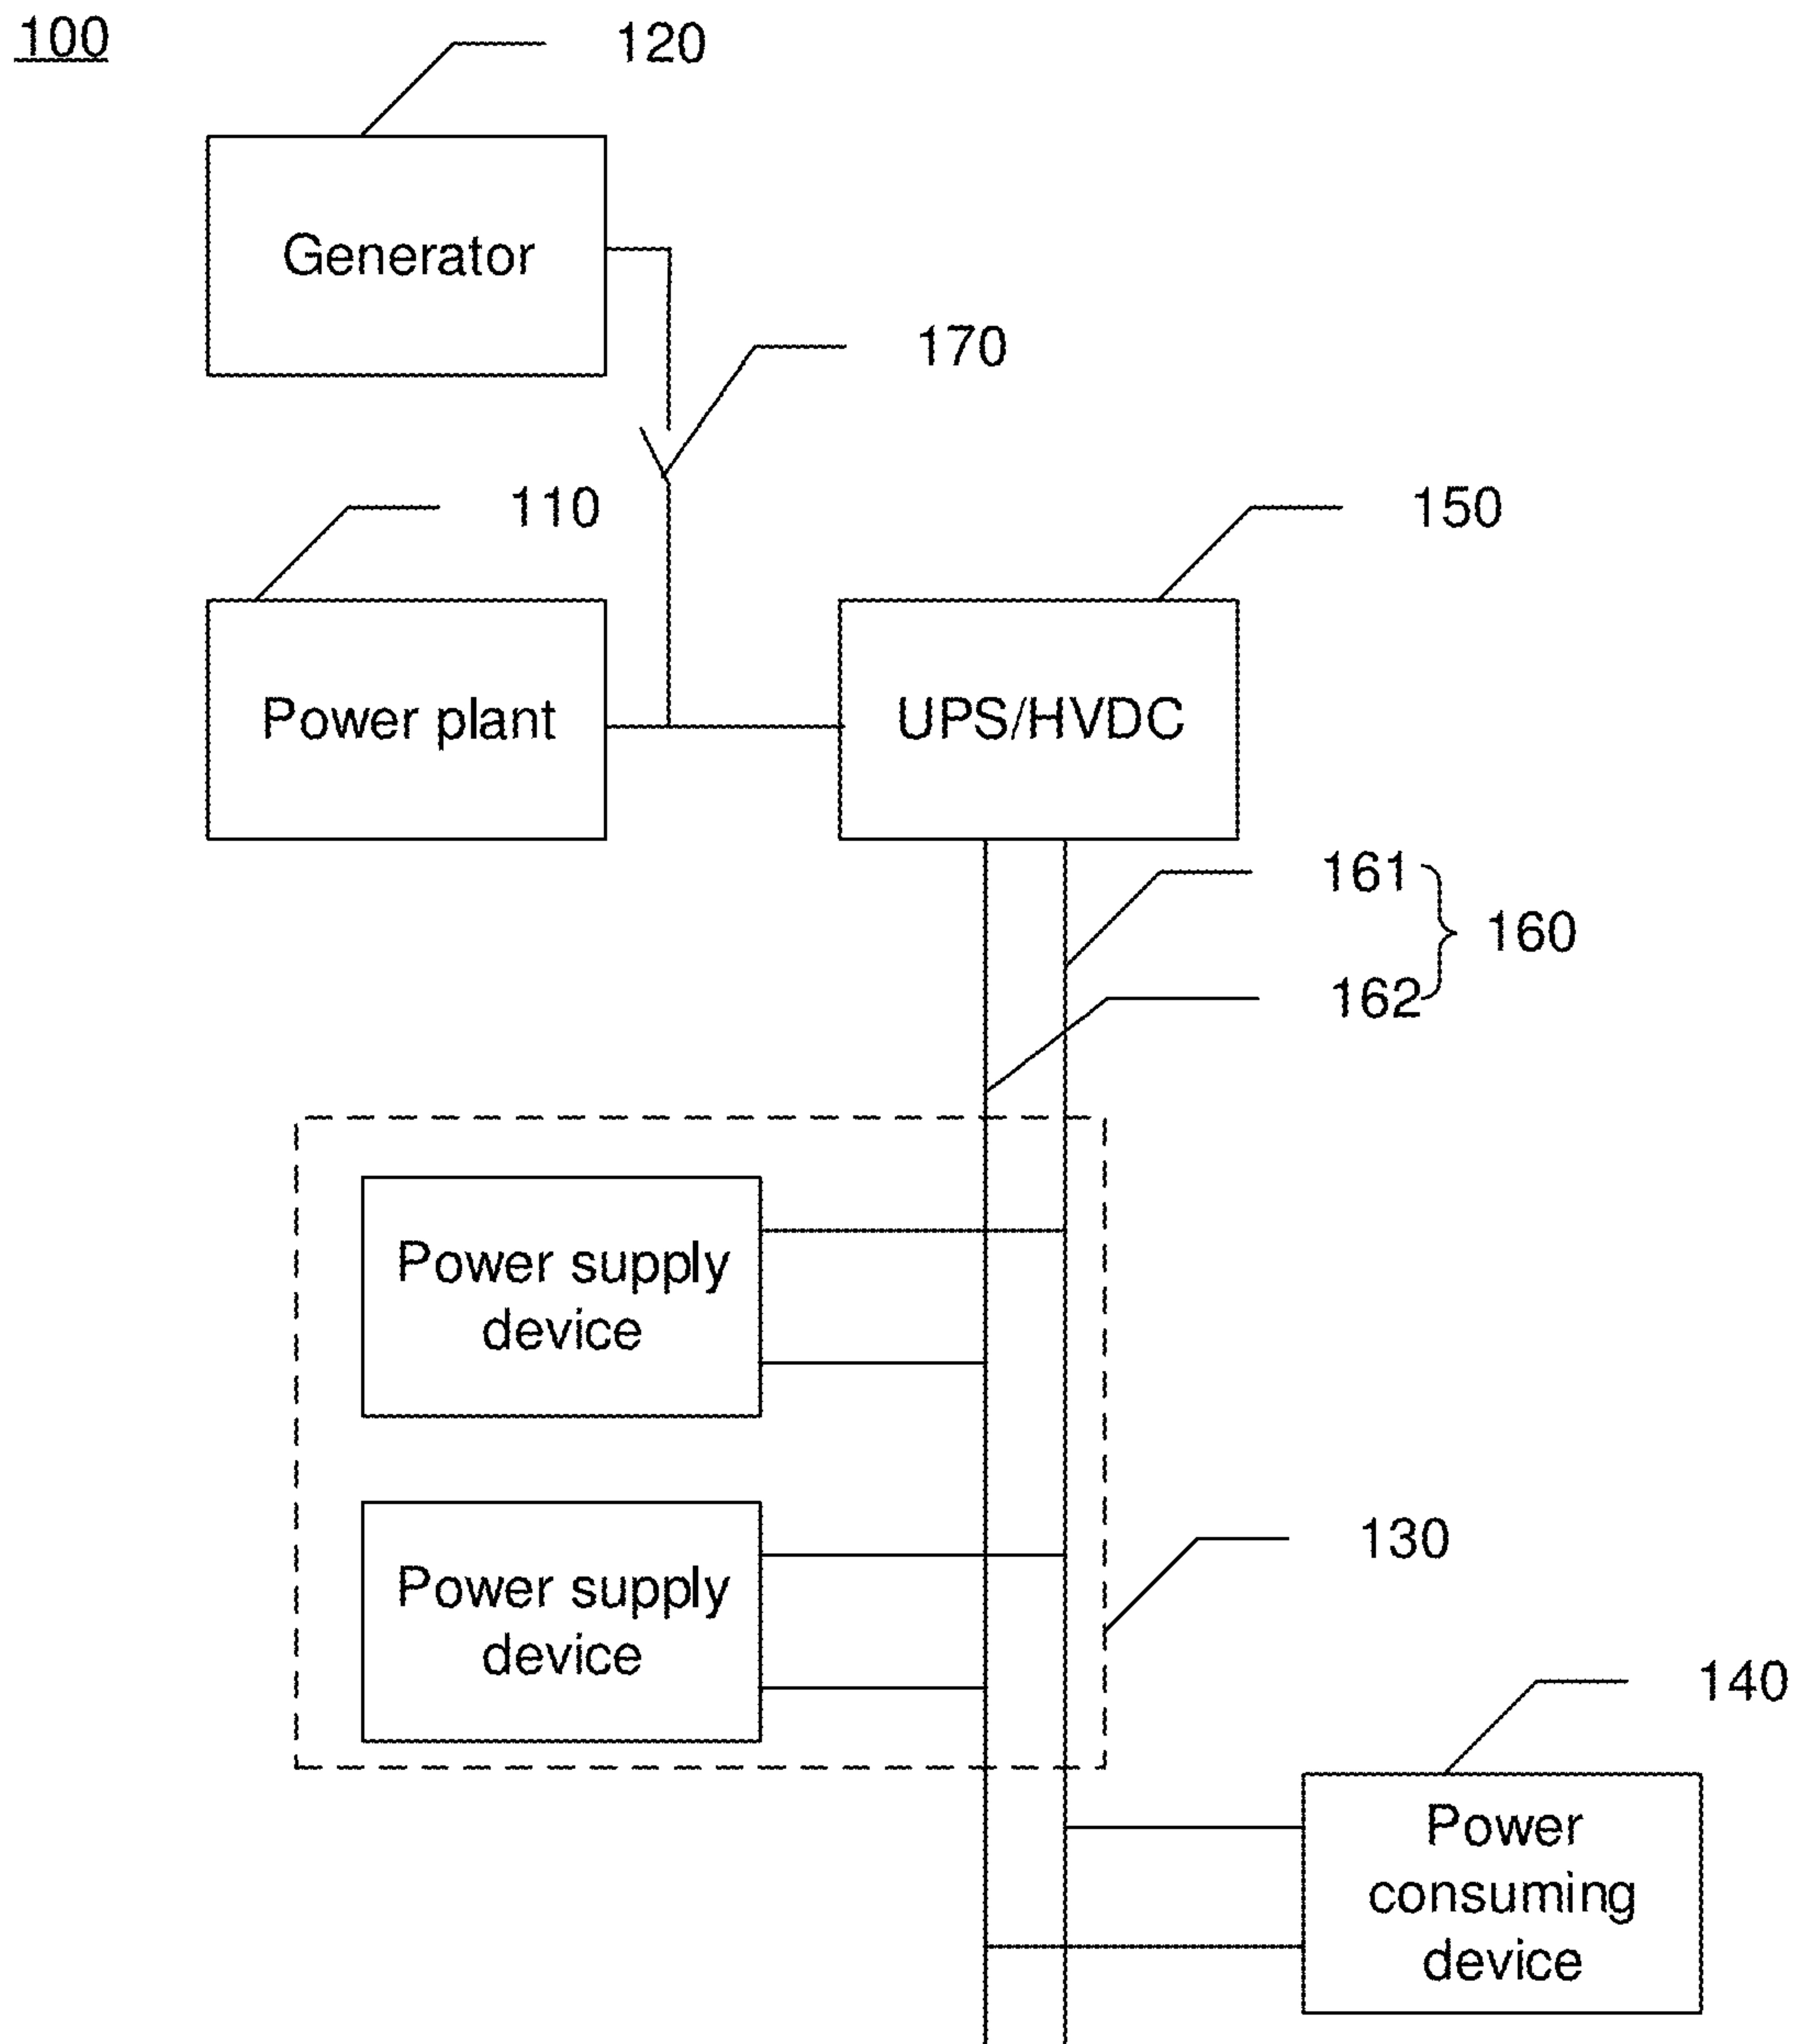 100
120
Generator
170
110
150
Power plant
UPS/HVDC
161
160
162
Power supply
device
Power supply
device
130
140
Power
consuming
device